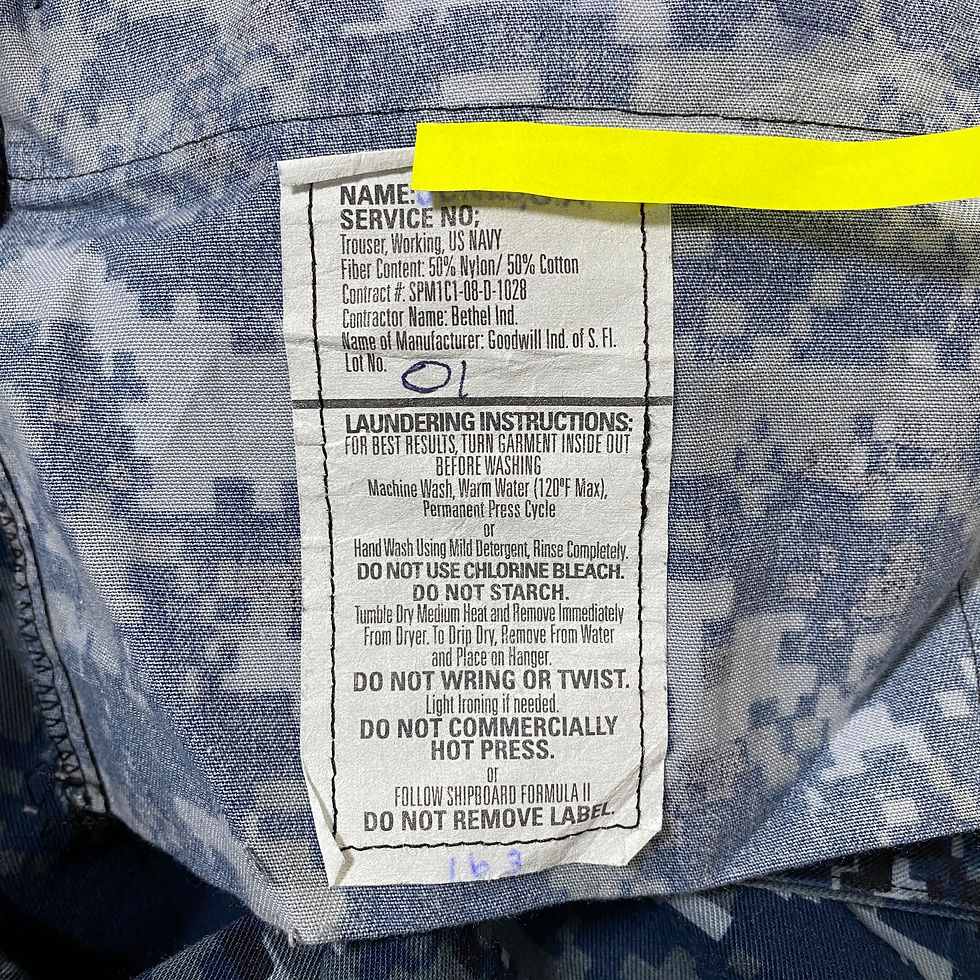 NAME:
SERVICE NO;
Trouser, Working, US NAVY
Fiber Content: 50% Nylon/ 50% Cotton
Contract #: SPM1C1-08-D-1028
Contractor Name: Bethel Ind.
Name of Manufacturer: Goodwill Ind. of S. Fl.
Lot No. 01
LAUNDERING INSTRUCTIONS:
FOR BEST RESULTS, TURN GARMENT INSIDE OUT
BEFORE WASHING
Machine Wash, Warm Water (120°F Max),
Permanent Press Cycle
or
Hand Wash Using Mild Detergent, Rinse Completely.
DO NOT USE CHLORINE BLEACH.
DO NOT STARCH.
Tumble Dry Medium Heat and Remove Immediately
From Dryer. To Drip Dry, Remove From Water
and Place on Hanger.
DO NOT WRING OR TWIST.
Light Ironing if needed.
DO NOT COMMERCIALLY
HOT PRESS.
or
FOLLOW SHIPBOARD FORMULA II
DO NOT REMOVE LABEL.